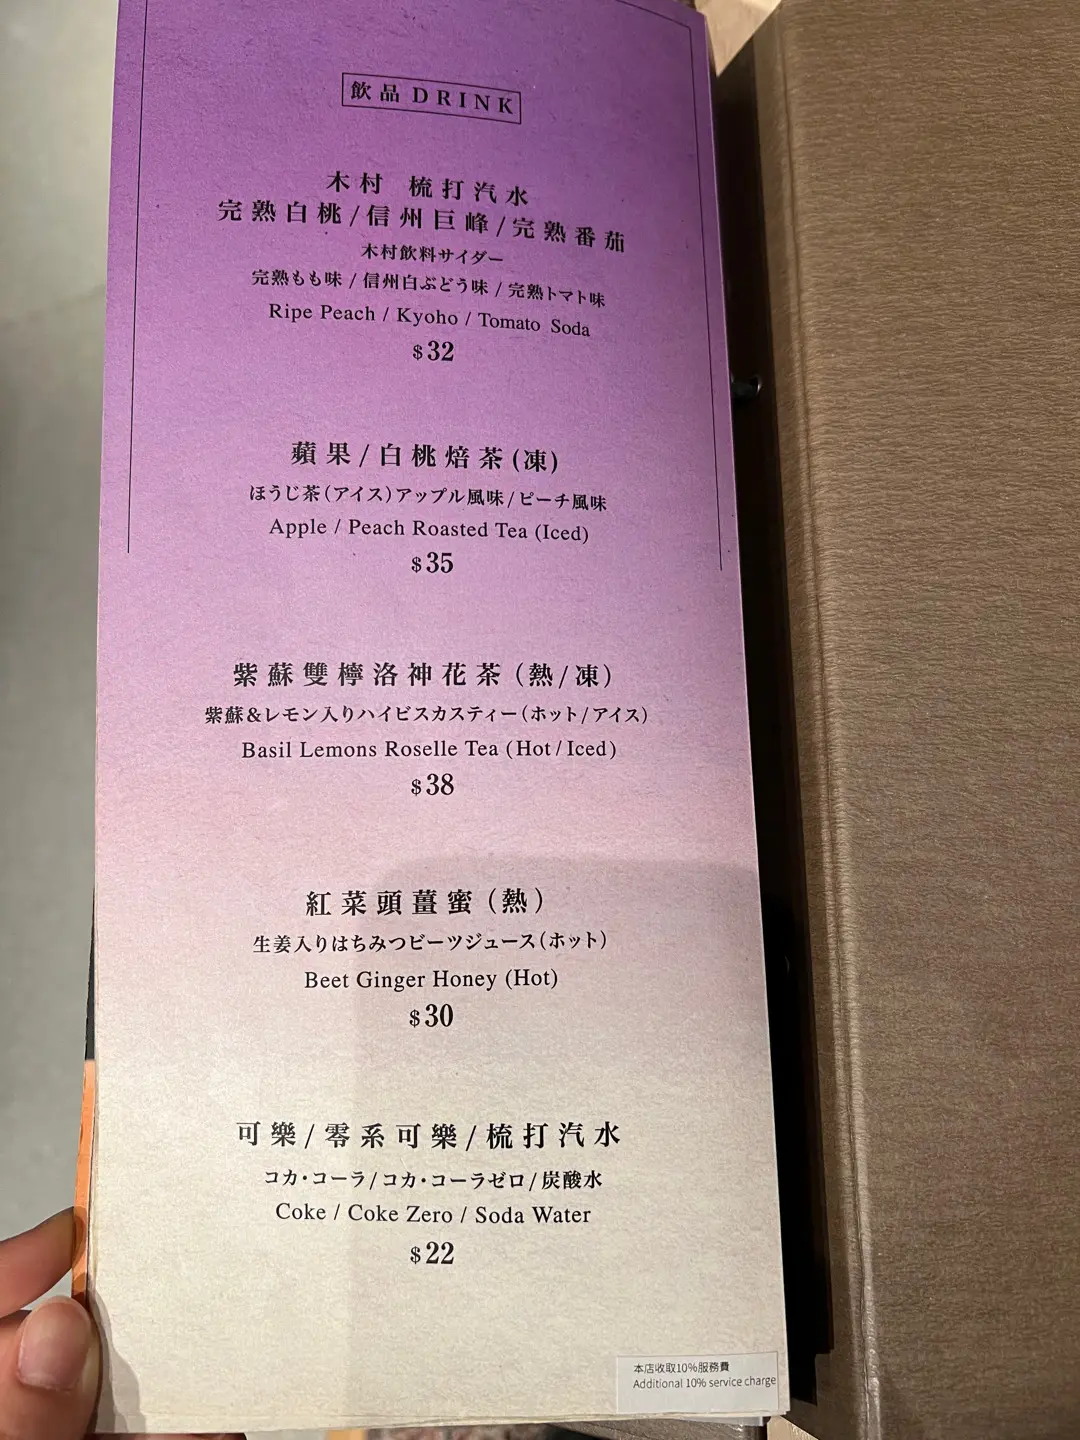 飲品 DRINK
木村 梳打汽水
完熟白桃/信州巨峰/完熟番茄
木村飲料サイダー
完熟もも味 / 信州白ぶどう味 / 完熟トマト味
Ripe Peach / Kyoho / Tomato Soda
$32
蘋果/白桃焙茶(凍)
ほうじ茶(アイス)アップル風味/ピーチ風味
Apple / Peach Roasted Tea (Iced)
$35
紫蘇雙檸洛神花茶(熱/凍)
紫蘇&レモン入りハイビスカスティー(ホット/アイス)
Basil Lemons Roselle Tea (Hot / Iced)
$38
紅菜頭薑蜜(熱)
生姜入りはちみつビーツジュース(ホット)
Beet Ginger Honey (Hot)
$30
可樂/零系可樂/梳打汽水
コカ・コーラ/コカ・コーラゼロ/炭酸水
Coke / Coke Zero / Soda Water
$22
本店收取10%服務費
Additional 10% service charge